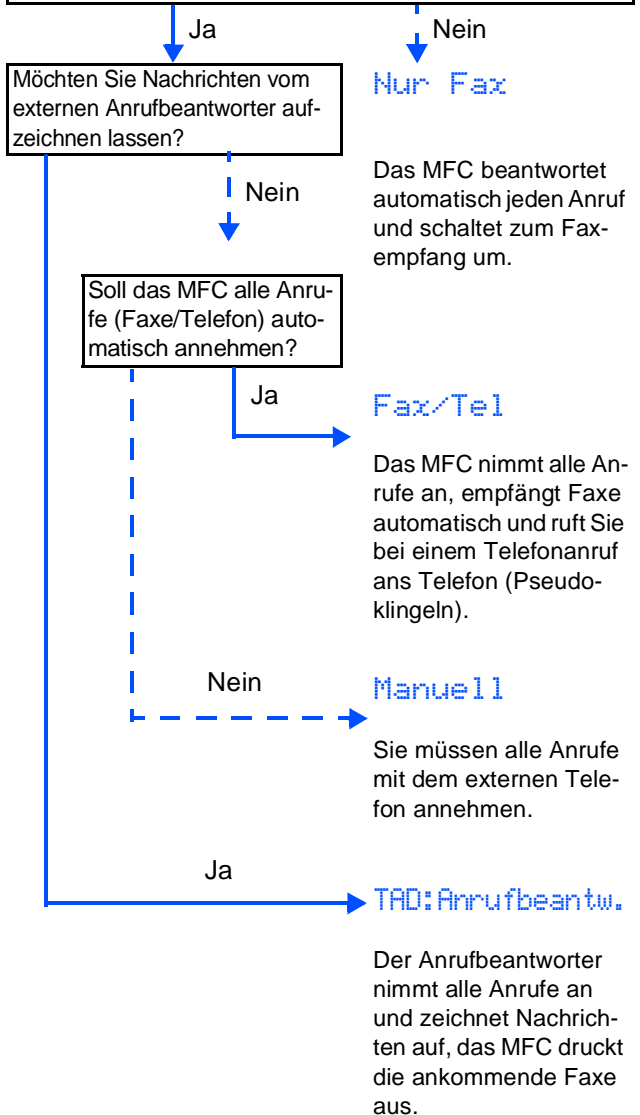 Ja
Nein
Möchten Sie Nachrichten vom
externen Anrufbeantworter auf-
zeichnen lassen?
Nur Fax
Das MFC beantwortet
automatisch jeden Anruf
und schaltet zum Fax-
empfang um.
Nein
Soll das MFC alle Anru-
fe (Faxe/Telefon) auto-
matisch annehmen?
Ja
Fax/Tel
Das MFC nimmt alle An-
rufe an, empfängt Faxe
automatisch und ruft Sie
bei einem Telefonanruf
ans Telefon (Pseudo-
klingeln).
Nein
Manuell
Sie müssen alle Anrufe
mit dem externen Tele-
fon annehmen.
Ja
TAD:Anrufbeantw.
Der Anrufbeantworter
nimmt alle Anrufe an
und zeichnet Nachrich-
ten auf, das MFC druckt
die ankommende Faxe
aus.